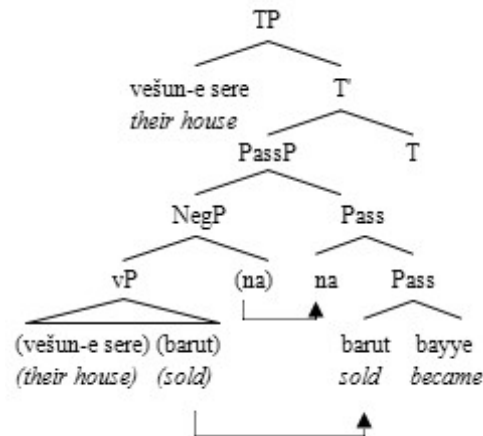 TP
vešun-e sere T'
their house
PassP T
NegP Pass
vP (na) na Pass
(vešun-e sere) (barut) barut bayye
(their house) (sold) sold became